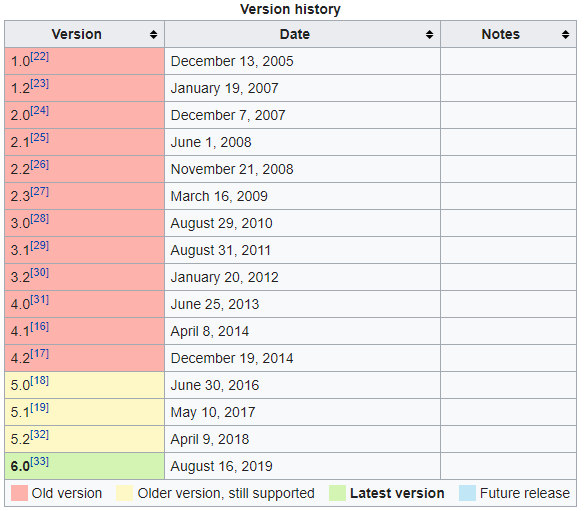 Version history
Version Date Notes
1.0[22] December 13, 2005
1.2[23] January 19, 2007
2.0[24] December 7, 2007
2.1[25] June 1, 2008
2.2[26] November 21, 2008
2.3[27] March 16, 2009
3.0[28] August 29, 2010
3.1[29] August 31, 2011
3.2[30] January 20, 2012
4.0[31] June 25, 2013
4.1[16] April 8, 2014
4.2[17] December 19, 2014
5.0[18] June 30, 2016
5.1[19] May 10, 2017
5.2[32] April 9, 2018
6.0[33] August 16, 2019
Old version Older version, still supported Latest version Future release